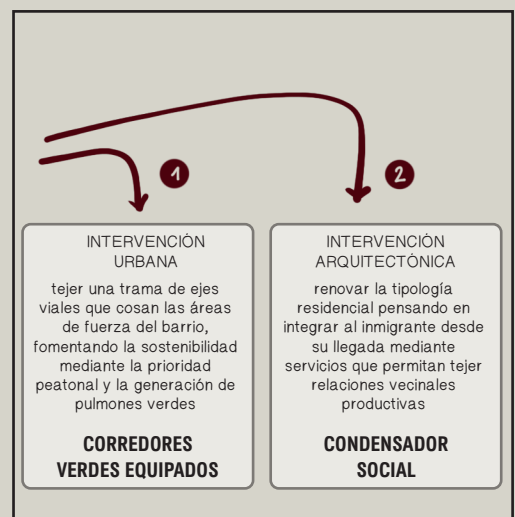 1
2
INTERVENCIÓN
URBANA
tejer una trama de ejes
viales que cosan las áreas
de fuerza del barrio,
fomentando la sostenibilidad
mediante la prioridad
peatonal y la generación de
pulmones verdes
CORREDORES
VERDES EQUIPADOS
INTERVENCIÓN
ARQUITECTÓNICA
renovar la tipología
residencial pensando en
integrar al inmigrante desde
su llegada mediante
servicios que permitan tejer
relaciones vecinales
productivas
CONDENSADOR
SOCIAL